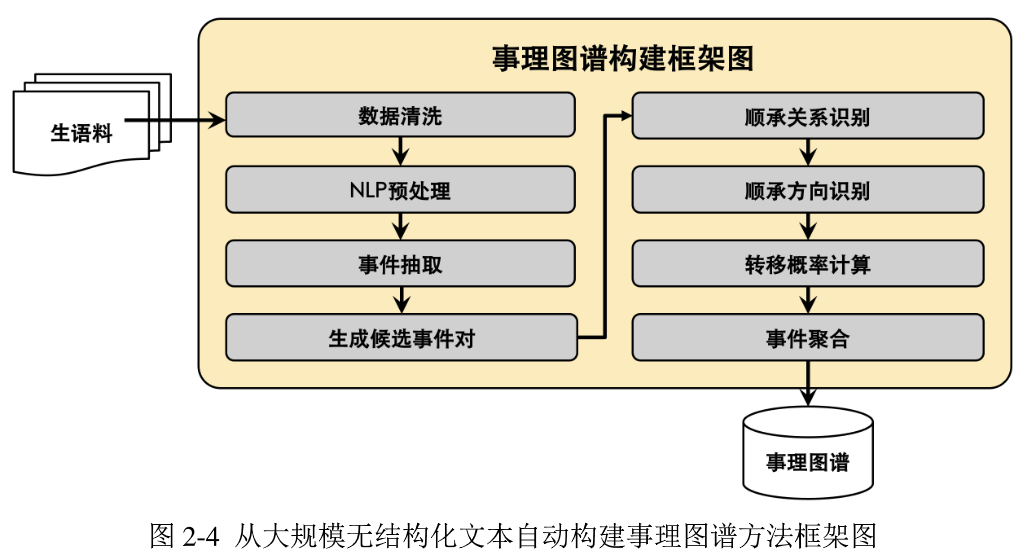 事理图谱构建框架图
生语料
数据清洗
NLP预处理
事件抽取
生成候选事件对
顺承关系识别
顺承方向识别
转移概率计算
事件聚合
事理图谱
图 2-4 从大规模无结构化文本自动构建事理图谱方法框架图